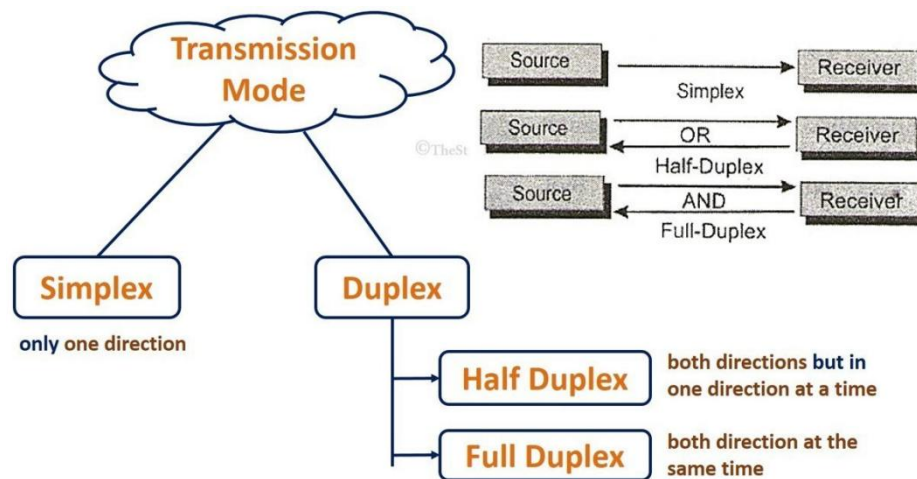 Transmission
Mode
Source
Receiver
Simplex
Source
OR
Receiver
Half-Duplex
Source
AND
Receiver
Full-Duplex
©TheSt
Simplex
only one direction
Duplex
Half Duplex
both directions but in
one direction at a time
Full Duplex
both direction at the
same time